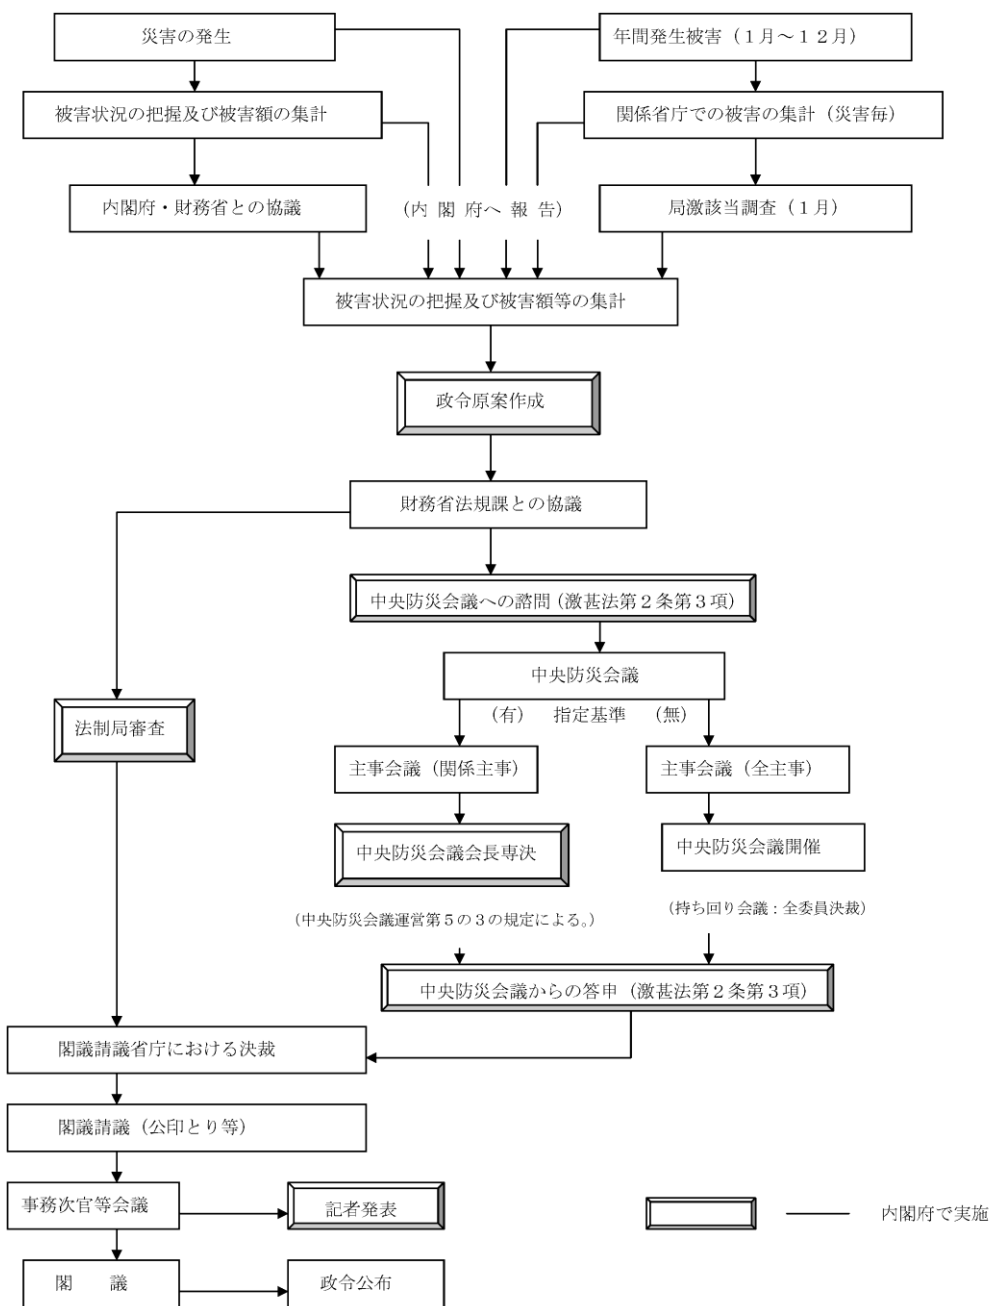 災害の発生
年間発生被害（１月～１２月）
被害状況の把握及び被害額の集計
関係省庁での被害の集計（災害毎）
内閣府・財務省との協議
（内閣府へ報告）
局激該当調査（１月）
被害状況の把握及び被害額等の集計
政令原案作成
財務省法規課との協議
中央防災会議への諮問（激甚法第２条第３項）
中央防災会議
（有）　指定基準　（無）
法制局審査
主事会議（関係主事）
主事会議（全主事）
中央防災会議会長専決
中央防災会議開催
（持ち回り会議：全委員決裁）
（中央防災会議運営第５の３の規定による。）
中央防災会議からの答申（激甚法第２条第３項）
閣議請議省庁における決裁
閣議請議（公印とり等）
事務次官等会議
記者発表
内閣府で実施
閣　　議
政令公布